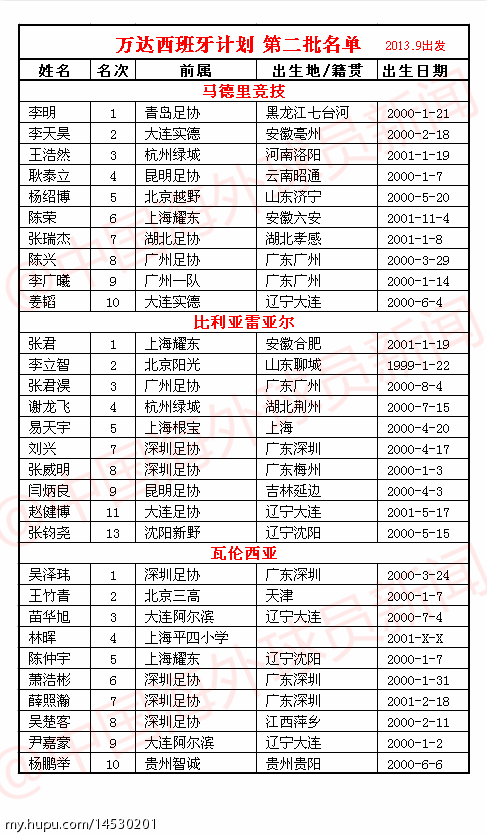 万达西班牙计划 第二批名单 2013.9出发
姓名 名次 前属 出生地/籍贯 出生日期
马德里竞技
李明 1 青岛足协 黑龙江七台河 2000-1-21
李天昊 2 大连实德 安徽亳州 2000-2-18
王浩然 3 杭州绿城 河南洛阳 2001-1-19
耿泰立 4 昆明足协 云南昭通 2000-1-7
杨绍博 5 北京越野 山东济宁 2000-5-20
陈荣 6 上海耀东 安徽六安 2001-11-4
张瑞杰 7 湖北足协 湖北孝感 2001-1-8
陈兴 8 广州足协 广东广州 2000-3-29
李广曦 9 广州一队 广东广州 2000-1-14
姜韬 10 大连实德 辽宁大连 2000-6-4
比利亚雷亚尔
张君 1 上海耀东 安徽合肥 2001-1-19
李立智 2 北京阳光 山东聊城 1999-1-22
张君淏 3 广州足协 广东广州 2000-8-4
谢龙飞 4 杭州绿城 湖北荆州 2000-7-15
易天宇 5 上海根宝 上海 2000-4-20
刘兴 7 深圳足协 广东深圳 2000-4-17
张威明 8 深圳足协 广东梅州 2000-1-3
闫炳良 9 昆明足协 吉林延边 2000-4-3
赵健博 11 大连足协 辽宁大连 2001-5-17
张钧尧 13 沈阳新野 辽宁沈阳 2000-5-15
瓦伦西亚
吴泽玮 1 深圳足协 广东深圳 2000-3-24
王竹青 2 北京三高 天津 2000-1-7
苗华旭 3 大连阿尔滨 辽宁大连 2000-7-4
林晖 4 上海平四小学 2001-X-X
陈仲宇 5 上海耀东 辽宁沈阳 2000-1-7
萧浩彬 6 深圳足协 广东深圳 2000-1-31
薛照瀚 7 深圳足协 广东深圳 2001-2-18
吴楚客 8 深圳足协 江西萍乡 2000-2-11
尹嘉豪 9 大连阿尔滨 辽宁大连 2000-1-2
杨鹏举 10 贵州智诚 贵州贵阳 2000-6-6
@中国海外球员新闻
@中国海外球员新闻
@中国海外球员新闻
my.hupu.com/14530201